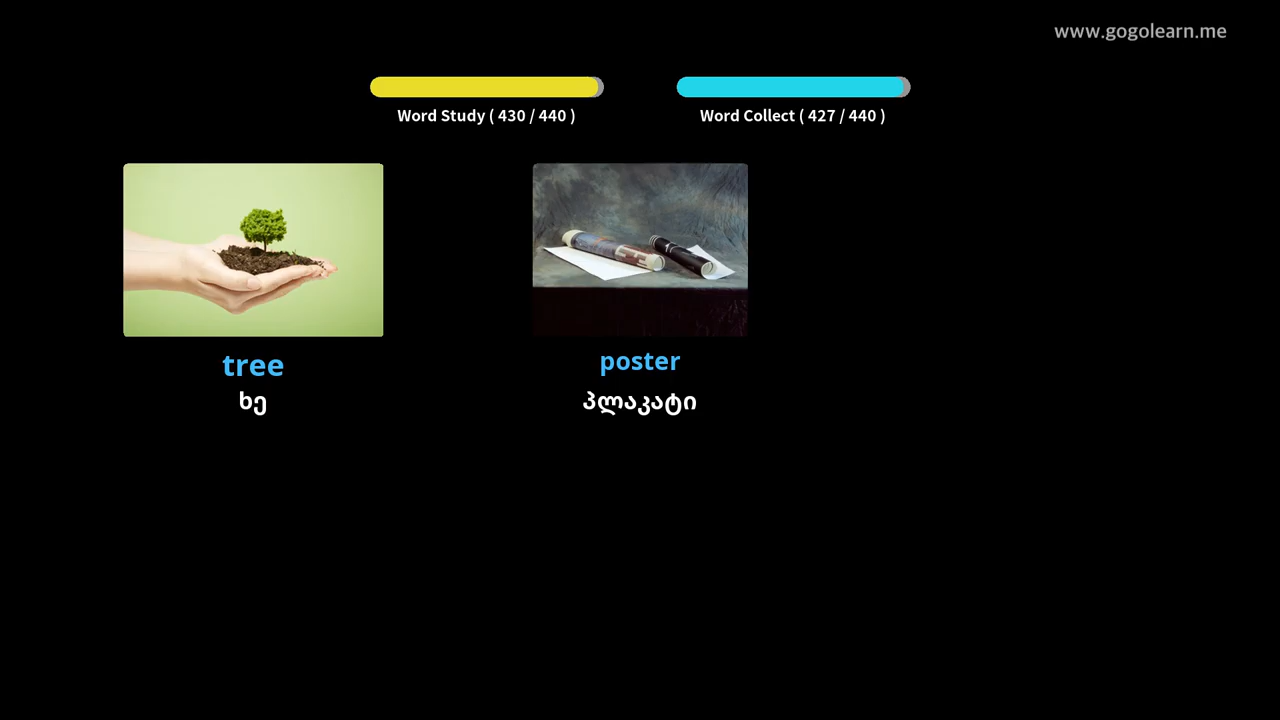 www.gogolearn.me
Word Study ( 430 / 440 )
Word Collect ( 427 / 440 )
tree
ხე
poster
პლაკატი